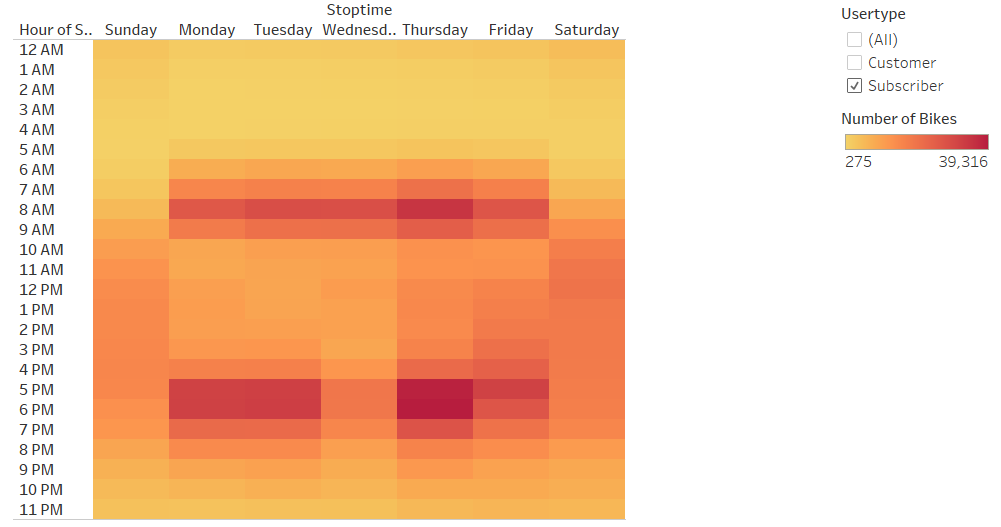 Stoptime
Hour of S.. Sunday Monday Tuesday Wednesd.. Thursday Friday Saturday
12 AM
1 AM
2 AM
3 AM
4 AM
5 AM
6 AM
7 AM
8 AM
9 AM
10 AM
11 AM
12 PM
1 PM
2 PM
3 PM
4 PM
5 PM
6 PM
7 PM
8 PM
9 PM
10 PM
11 PM
Usertype
(All)
Customer
Subscriber
Number of Bikes
275 39,316